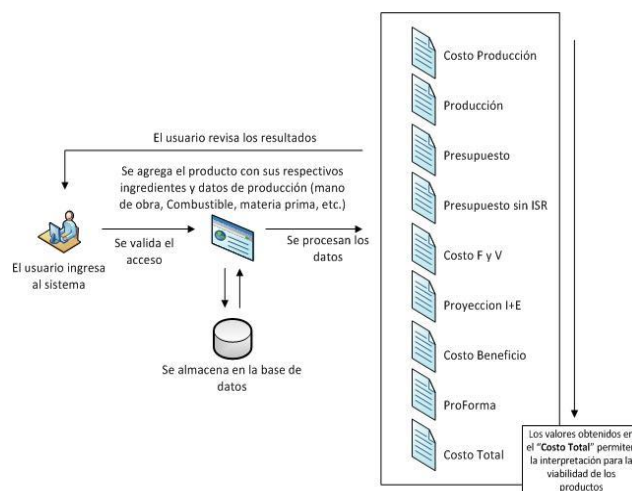 El usuario revisa los resultados
Se agrega el producto con sus respectivos
ingredientes y datos de producción (mano
de obra, Combustible, materia prima, etc.)
El usuario ingresa
al sistema
Se valida el
acceso
Se procesan los
datos
Se almacena en la base de
datos
Costo Producción
Producción
Presupuesto
Presupuesto sin ISR
Costo F y V
Proyeccion I+E
Costo Beneficio
ProForma
Costo Total
Los valores obtenidos en
el "Costo Total" permiten
la interpretación para la
viabilidad de los
productos